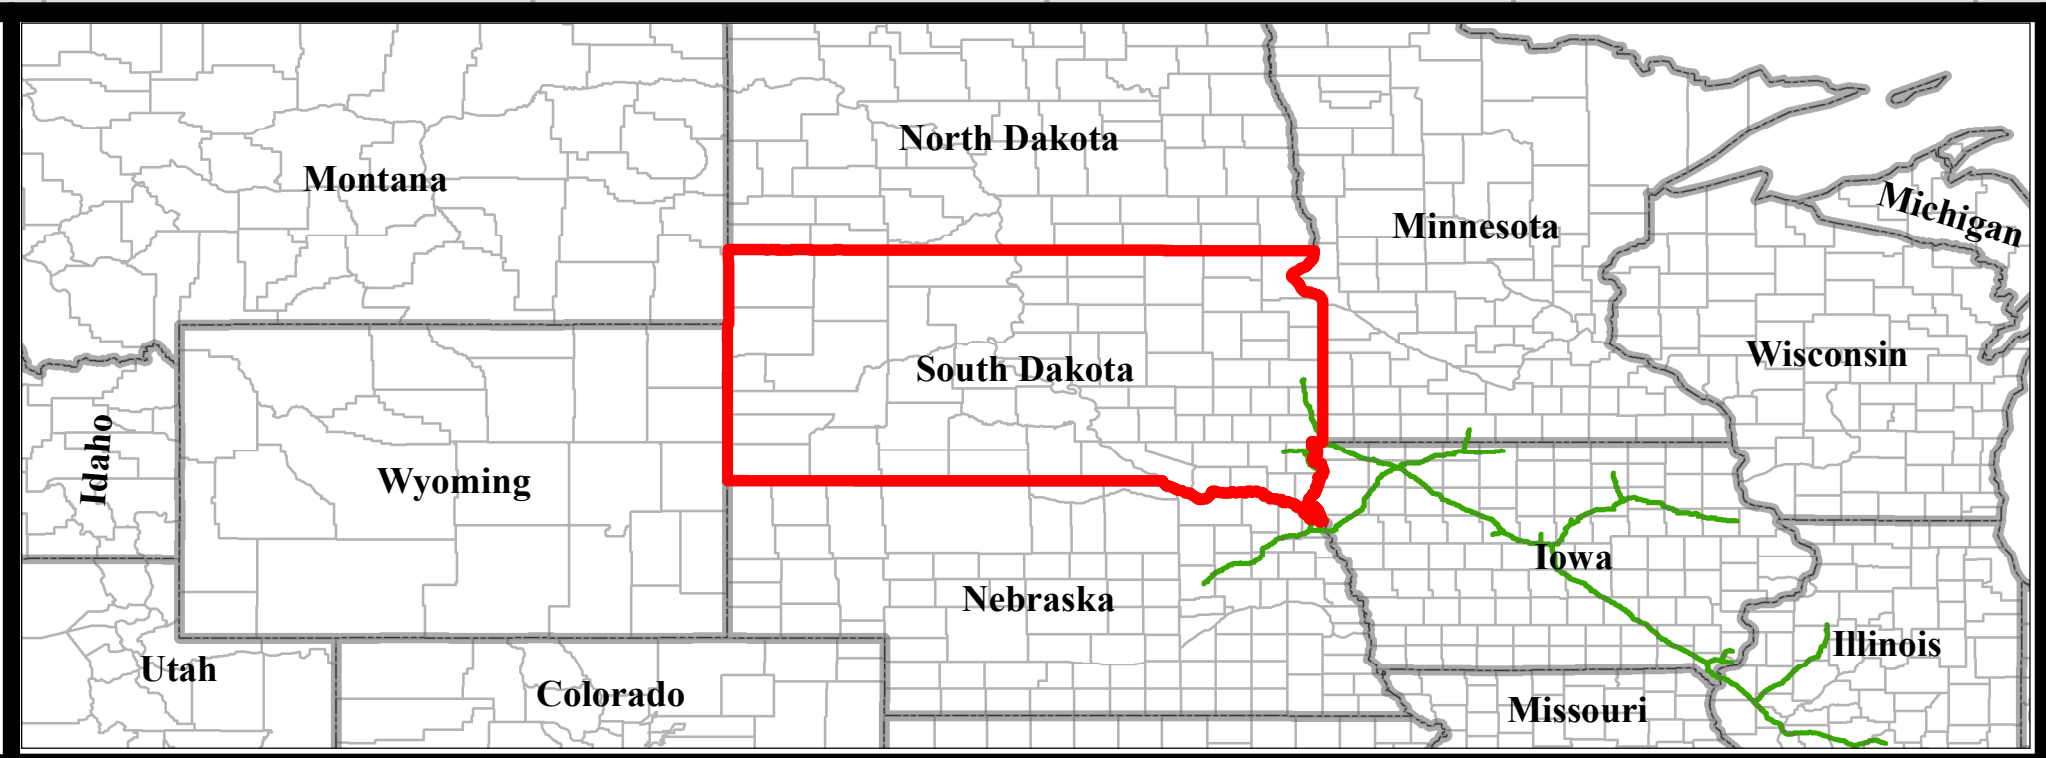 North Dakota
Montana
Minnesota
Michigan
South Dakota
Wisconsin
Idaho
Wyoming
Iowa
Nebraska
Illinois
Utah
Colorado
Missouri